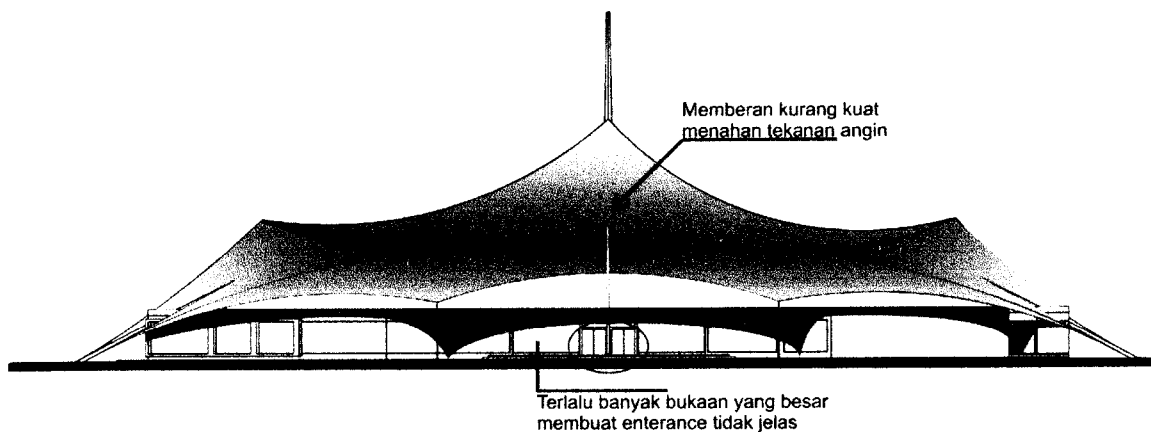 Memberan kurang kuat
menahan tekanan angin
Terlalu banyak bukaan yang besar
membuat enterance tidak jelas